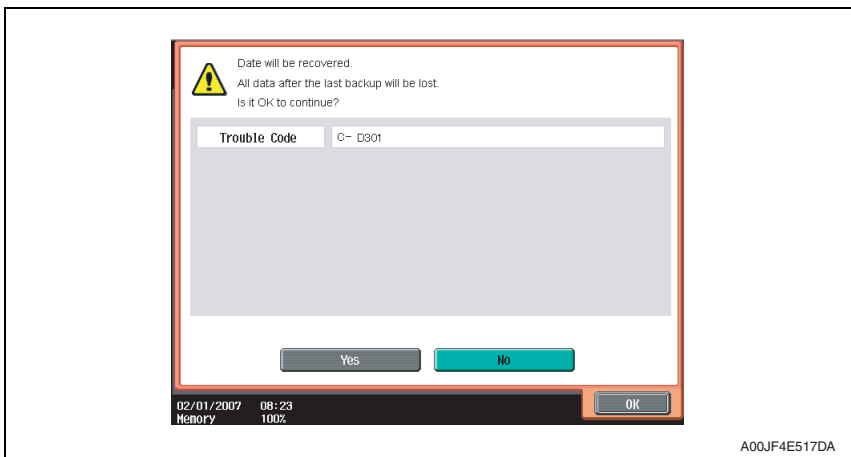 Date will be recovered.
All data after the last backup will be lost.
Is it OK to continue?
Trouble Code C- D301
Yes No
02/01/2007 08:23
Memory 100%
OK
A00JF4E517DA